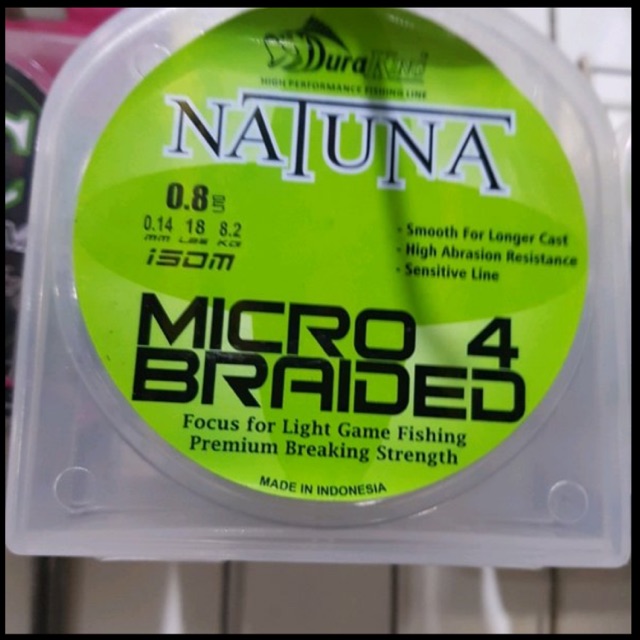 DuraKing
HIGH PERFORMANCE FISHING LINE
NATUNA
0.8
0.14 18 8.2
MM LBS KG
150M
· Smooth For Longer Cast
· High Abrasion Resistance
· Sensitive Line
MICRO 4
BRAIDED
Focus for Light Game Fishing
Premium Breaking Strength
MADE IN INDONESIA